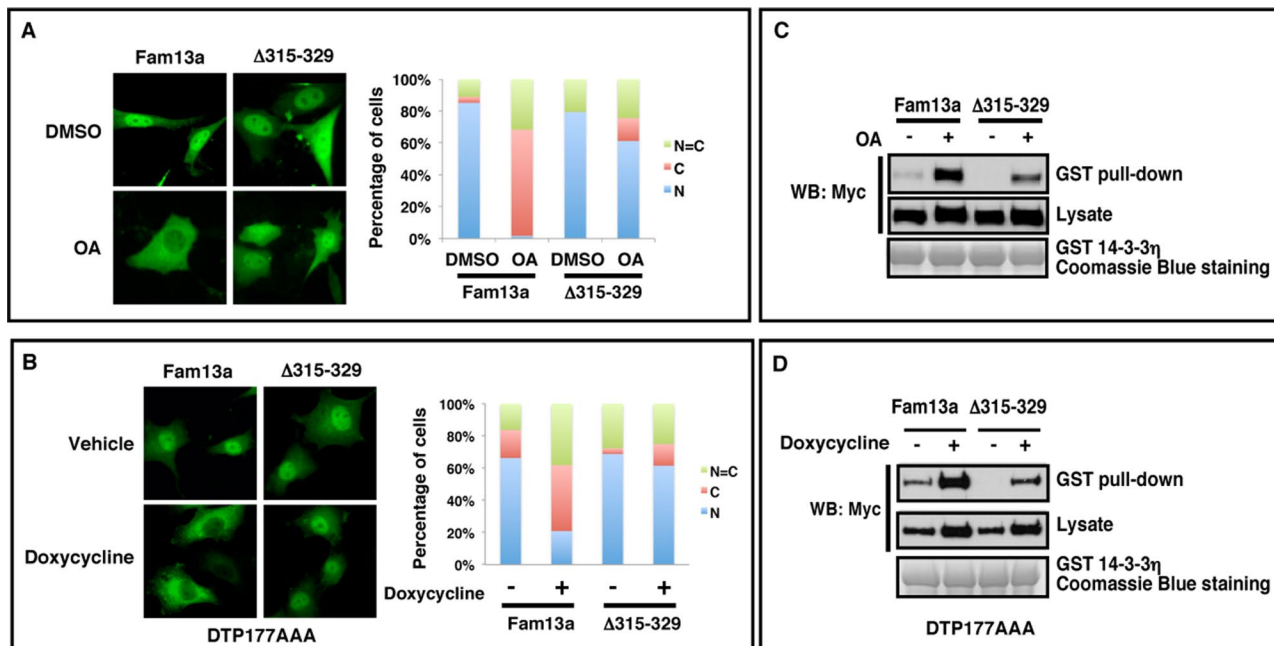 A
Fam13a Δ315-329
DMSO
OA
Percentage of cells
100%
80%
60%
40%
20%
0%
N=C
C
N
DMSO OA DMSO OA
Fam13a Δ315-329
B
Fam13a Δ315-329
Vehicle
Doxycycline
DTP177AAA
Percentage of cells
100%
80%
60%
40%
20%
0%
N=C
C
N
Doxycycline - + - +
Fam13a Δ315-329
C
Fam13a Δ315-329
OA - + - +
WB: Myc
GST pull-down
Lysate
GST 14-3-3η
Coomassie Blue staining
D
Fam13a Δ315-329
Doxycycline - + - +
WB: Myc
GST pull-down
Lysate
GST 14-3-3η
Coomassie Blue staining
DTP177AAA